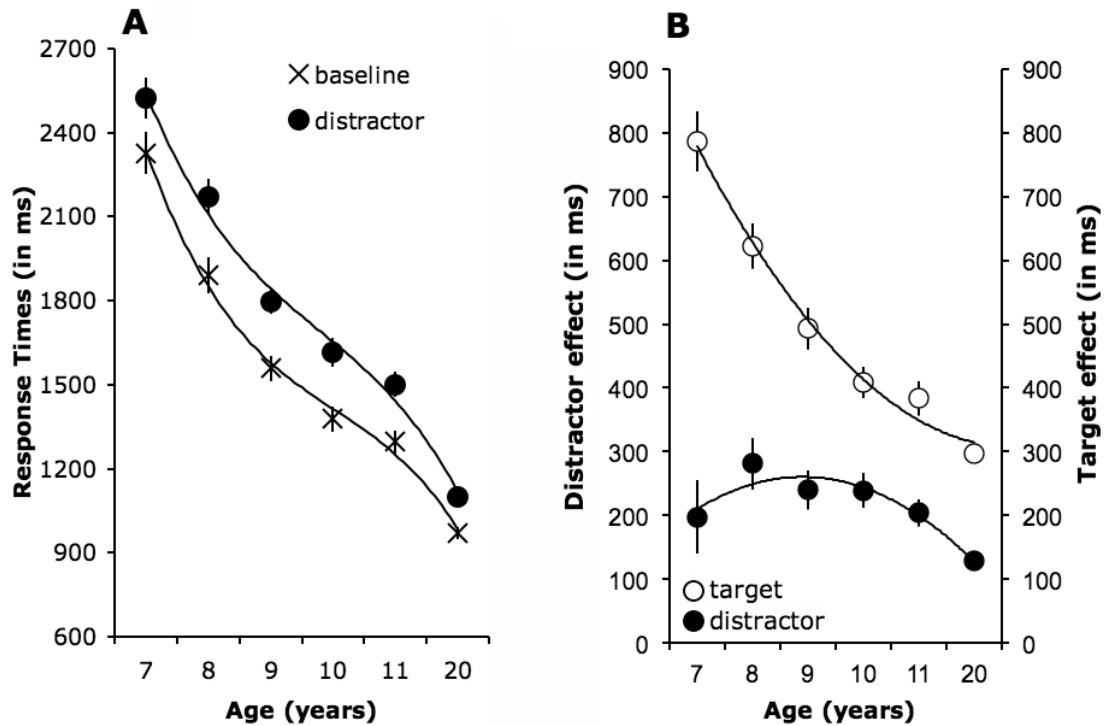 A
2700
2400
2100
1800
1500
1200
900
600
Response Times (in ms)
baseline
distractor
7 8 9 10 11 20
Age (years)
B
900
800
700
600
500
400
300
200
100
0
Distractor effect (in ms)
target
distractor
7 8 9 10 11 20
Age (years)
900
800
700
600
500
400
300
200
100
0
Target effect (in ms)